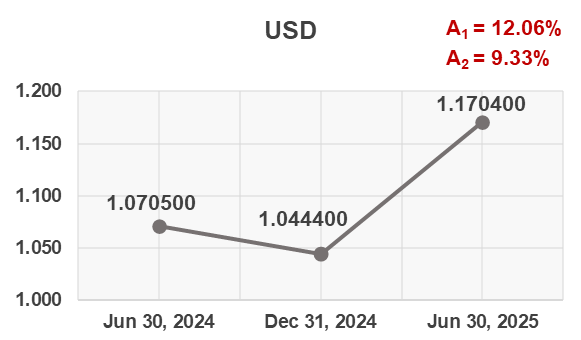 USD
A₁ = 12.06%
A₂ = 9.33%
1.200
1.150
1.100
1.050
1.000
1.070500
1.044400
1.170400
Jun 30, 2024
Dec 31, 2024
Jun 30, 2025